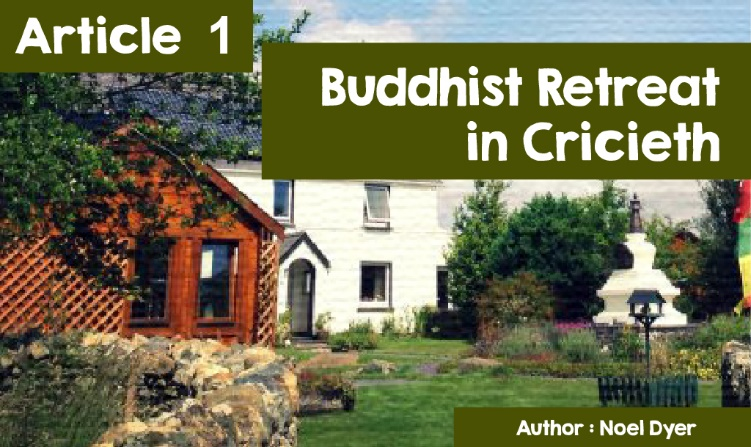 Article 1
Buddhist Retreat
in Cricieth
Author : Noel Dyer